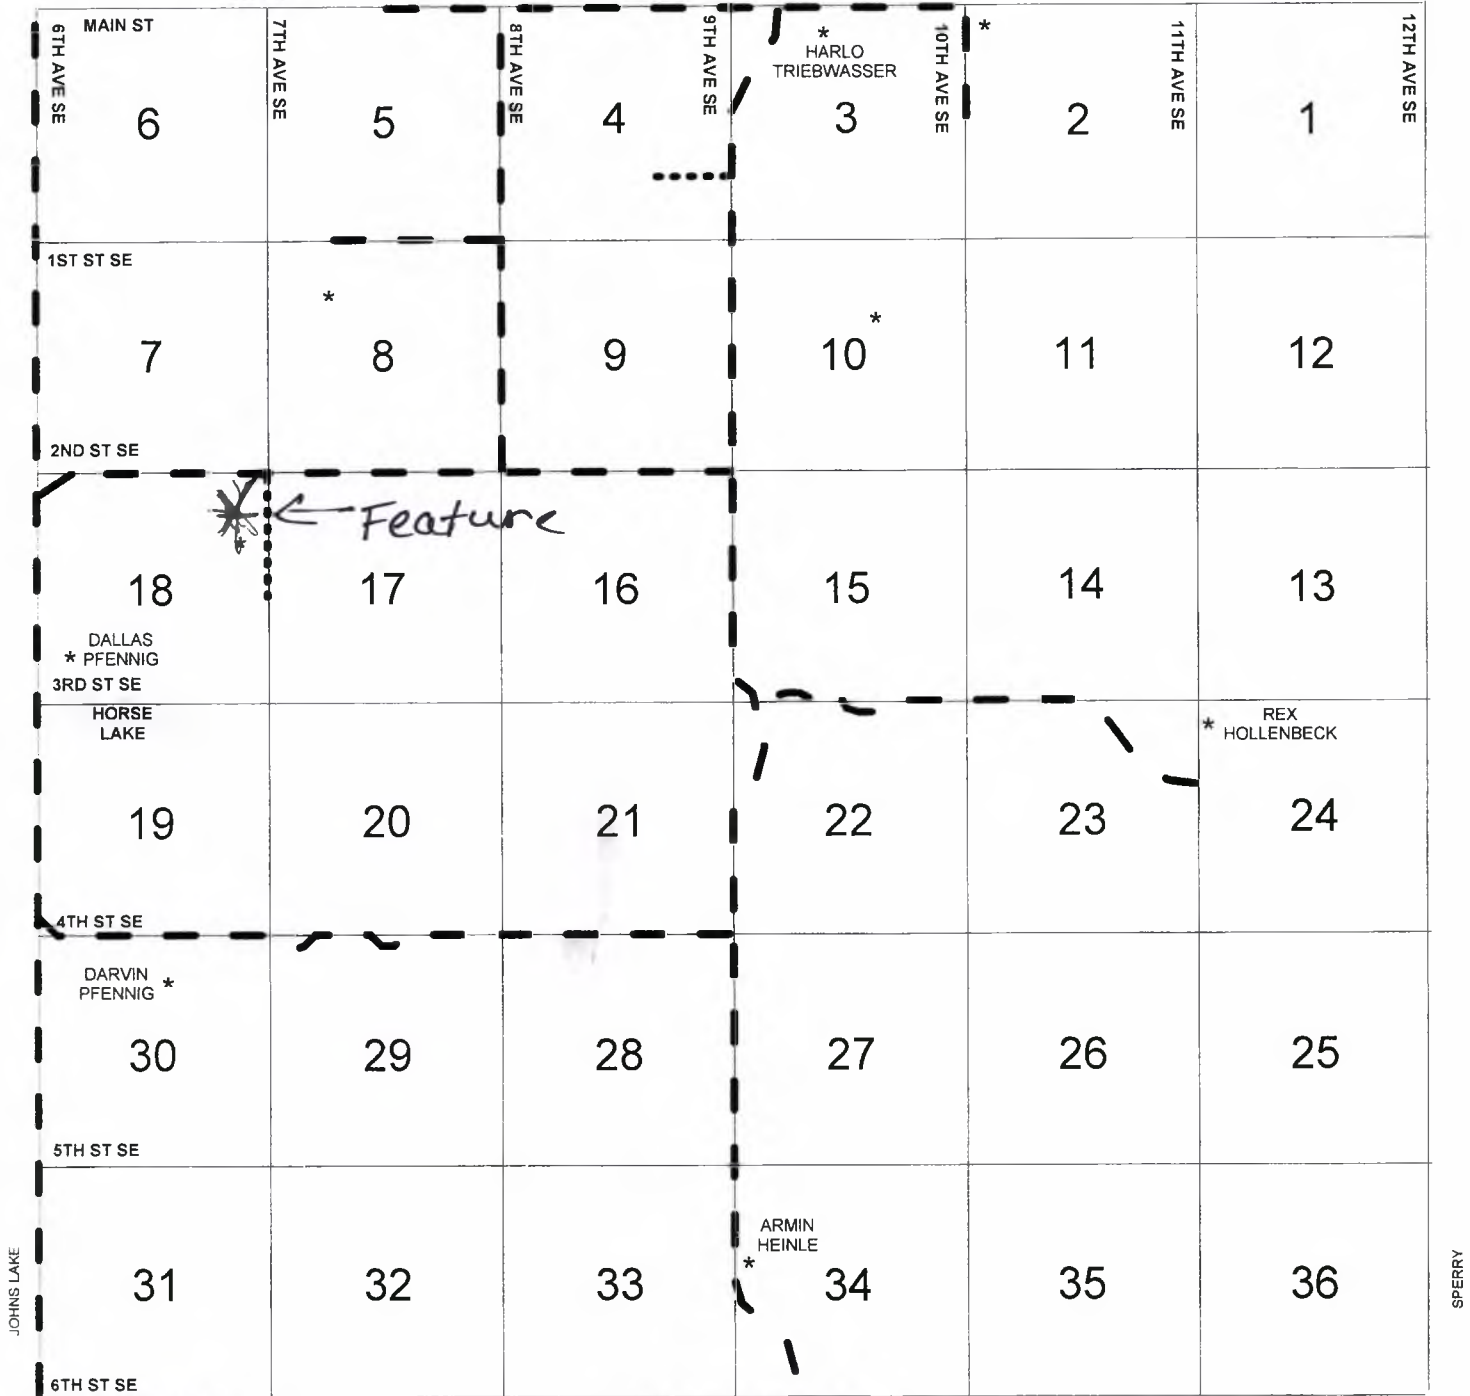 MAIN ST
6TH AVE SE
7TH AVE SE
8TH AVE SE
9TH AVE SE
10TH AVE SE
11TH AVE SE
12TH AVE SE
*
HARLO
TRIEBWASSER
*
6 5 4 3 2 1
1ST ST SE
*
*
7 8 9 10 11 12
2ND ST SE
Feature
*
18 17 16 15 14 13
DALLAS
* PFENNIG
3RD ST SE
HORSE
LAKE
REX
* HOLLENBECK
19 20 21 22 23 24
4TH ST SE
DARVIN
PFENNIG *
30 29 28 27 26 25
5TH ST SE
ARMIN
HEINLE
*
JOHNS LAKE
31 32 33 34 35 36
SPERRY
6TH ST SE